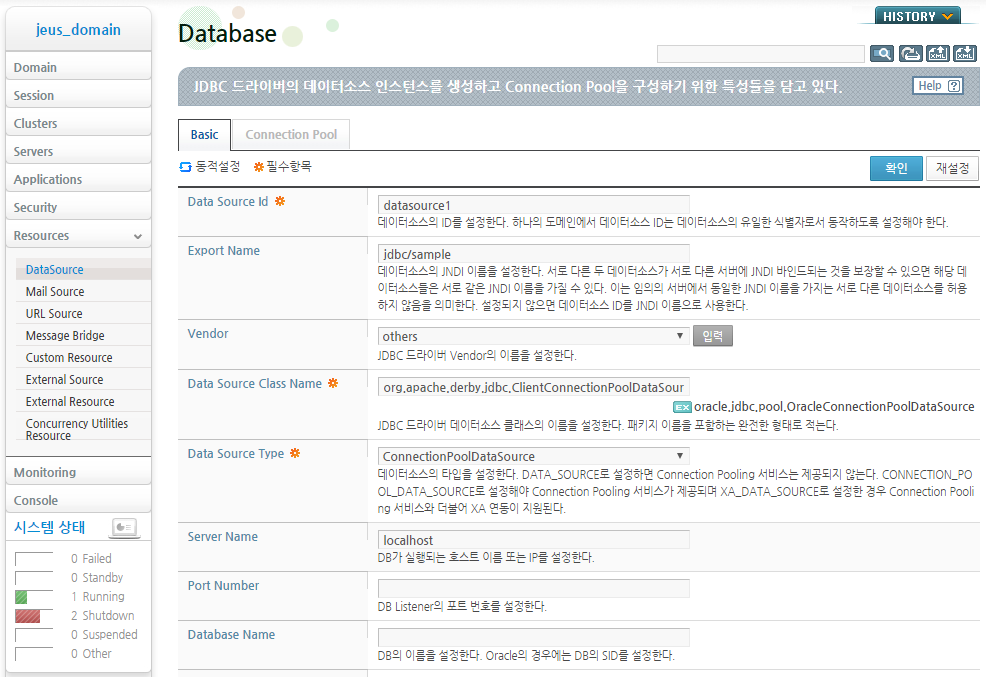 jeus_domain
Domain
Session
Clusters
Servers
Applications
Security
Resources
DataSource
Mail Source
URL Source
Message Bridge
Custom Resource
External Source
External Resource
Concurrency Utilities
Resource
Monitoring
Console
시스템 상태
0 Failed
0 Standby
1 Running
2 Shutdown
0 Suspended
0 Other
HISTORY
Database
XML
XML
JDBC 드라이버의 데이터소스 인스턴스를 생성하고 Connection Pool을 구성하기 위한 특성들을 담고 있다.
Help ?
Basic
Connection Pool
동적설정 필수항목
확인 재설정
Data Source Id
datasource1
데이터소스의 ID를 설정한다. 하나의 도메인에서 데이터소스 ID는 데이터소스의 유일한 식별자로서 동작하도록 설정해야 한다.
Export Name
jdbc/sample
데이터소스의 JNDI 이름을 설정한다. 서로 다른 두 데이터소스가 서로 다른 서버에 JNDI 바인드되는 것을 보장할 수 있으면 해당 데
이터소스들은 서로 같은 JNDI 이름을 가질 수 있다. 이는 임의의 서버에서 동일한 JNDI 이름을 가지는 서로 다른 데이터소스를 허용
하지 않음을 의미한다. 설정되지 않으면 데이터소스 ID를 JNDI 이름으로 사용한다.
Vendor
others
입력
JDBC 드라이버 Vendor의 이름을 설정한다.
Data Source Class Name
org.apache.derby.jdbc.ClientConnectionPoolDataSour
EX oracle.jdbc.pool.OracleConnectionPoolDataSource
JDBC 드라이버 데이터소스 클래스의 이름을 설정한다. 패키지 이름을 포함하는 완전한 형태로 적는다.
Data Source Type
ConnectionPoolDataSource
데이터소스의 타입을 설정한다. DATA_SOURCE로 설정하면 Connection Pooling 서비스는 제공되지 않는다. CONNECTION_PO
OL_DATA_SOURCE로 설정해야 Connection Pooling 서비스가 제공되며 XA_DATA_SOURCE로 설정한 경우 Connection Pooli
ng 서비스와 더불어 XA 연동이 지원된다.
Server Name
localhost
DB가 실행되는 호스트 이름 또는 IP를 설정한다.
Port Number
DB Listener의 포트 번호를 설정한다.
Database Name
DB의 이름을 설정한다. Oracle의 경우에는 DB의 SID를 설정한다.